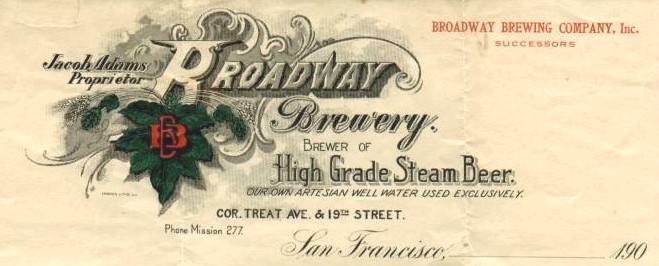 BROADWAY BREWING COMPANY, Inc.
SUCCESSORS
Jacob Adams
Proprietor
BROADWAY
Brewery.
BB
BREWER OF
High Grade Steam Beer.
OUR OWN ARTESIAN WELL WATER USED EXCLUSIVELY.
COR. TREAT AVE. & 19TH STREET.
Phone Mission 277.
San Francisco, 190